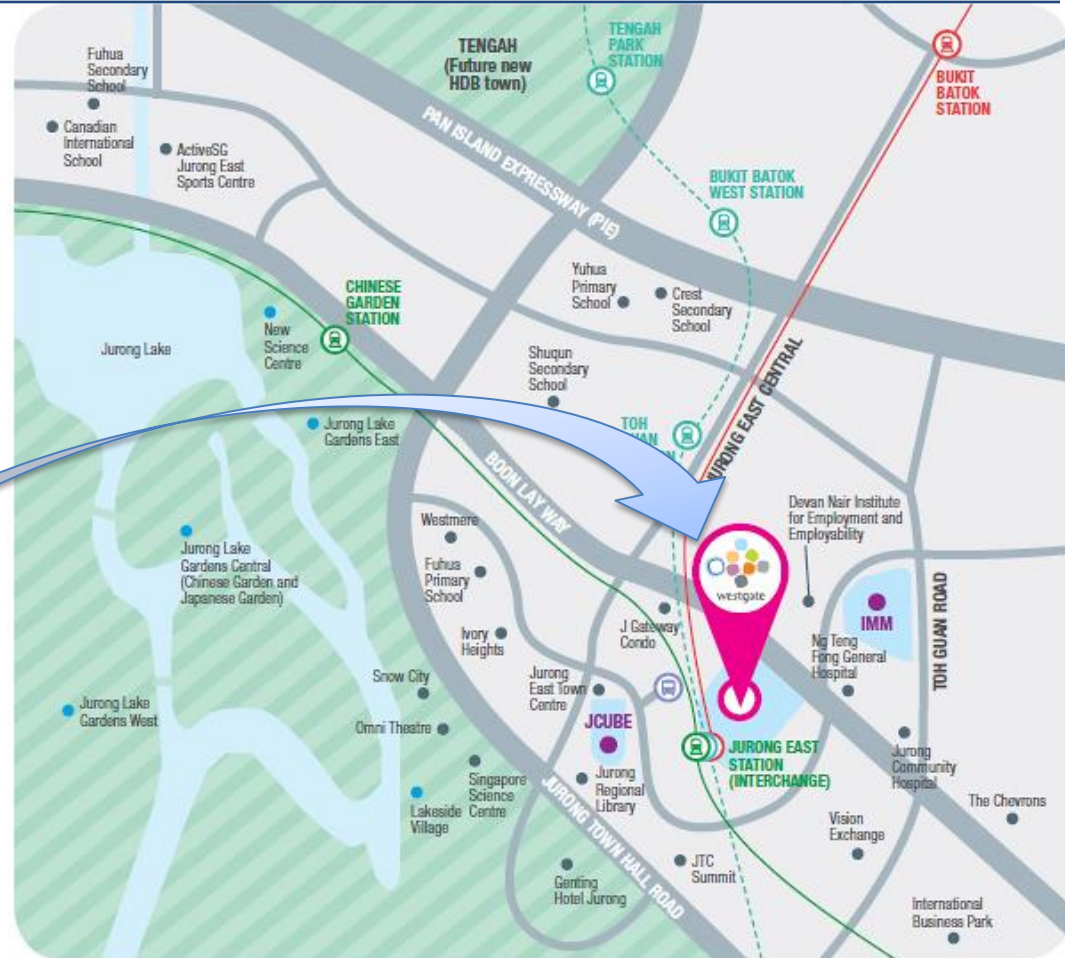 TENGAH
(Future new
HDB town)
TENGAH
PARK
STATION
BUKIT
BATOK
STATION
Fuhua
Secondary
School
Canadian
International
School
ActiveSG
Jurong East
Sports Centre
PAN ISLAND EXPRESSWAY (PIE)
BUKIT BATOK
WEST STATION
CHINESE
GARDEN
STATION
Yuhua
Primary
School
Crest
Secondary
School
New
Science
Centre
Jurong Lake
Shuqun
Secondary
School
JURONG EAST CENTRAL
Jurong Lake
Gardens East
TOH
BOON LAY WAY
Devan Nair Institute
for Employment and
Employability
Westmere
Jurong Lake
Gardens Central
(Chinese Garden and
Japanese Garden)
Fuhua
Primary
School
westgate
IMM
TOH GUAN ROAD
J Gateway
Condo
Ivory
Heights
Ng Teng
Fong General
Hospital
Snow City
Jurong
East Town
Centre
Jurong Lake
Gardens West
Omni Theatre
JCUBE
JURONG EAST
STATION
(INTERCHANGE)
Jurong
Community
Hospital
Singapore
Science
Centre
Jurong
Regional
Library
Lakeside
Village
JURONG TOWN HALL ROAD
The Chevrons
Vision
Exchange
JTC
Summit
Genting
Hotel Jurong
International
Business Park